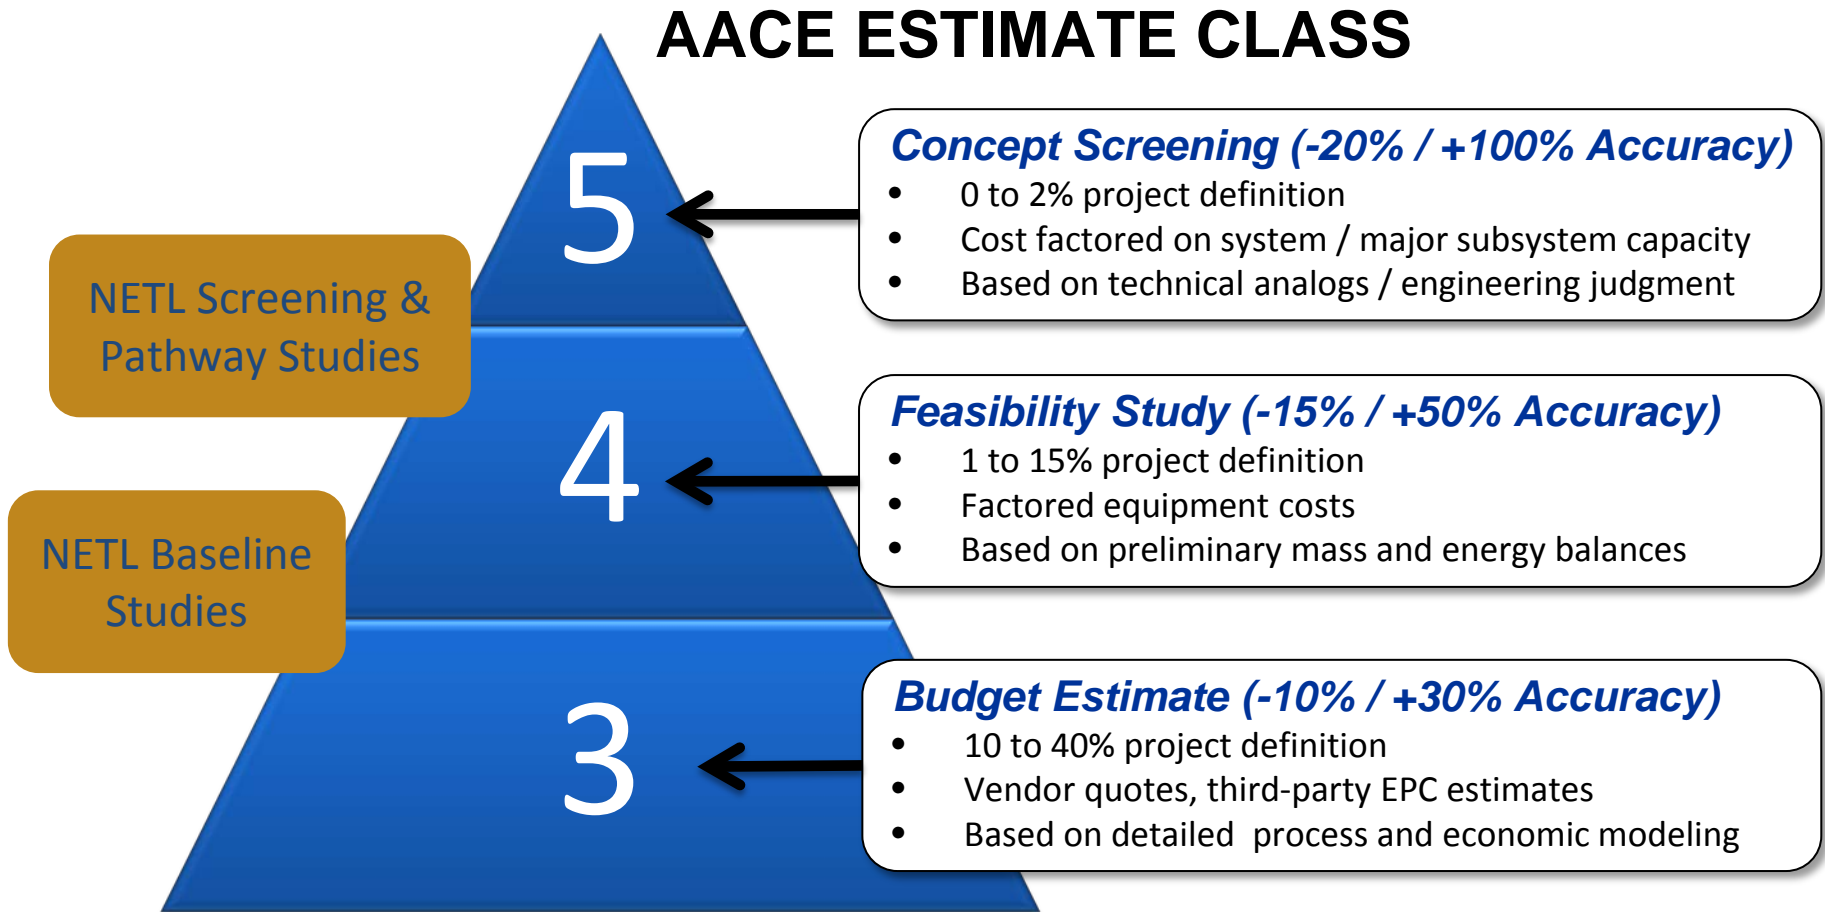 AACE ESTIMATE CLASS
5
Concept Screening (-20% / +100% Accuracy)
• 0 to 2% project definition
• Cost factored on system / major subsystem capacity
• Based on technical analogs / engineering judgment
NETL Screening &
Pathway Studies
4
Feasibility Study (-15% / +50% Accuracy)
• 1 to 15% project definition
• Factored equipment costs
• Based on preliminary mass and energy balances
NETL Baseline
Studies
3
Budget Estimate (-10% / +30% Accuracy)
• 10 to 40% project definition
• Vendor quotes, third-party EPC estimates
• Based on detailed process and economic modeling